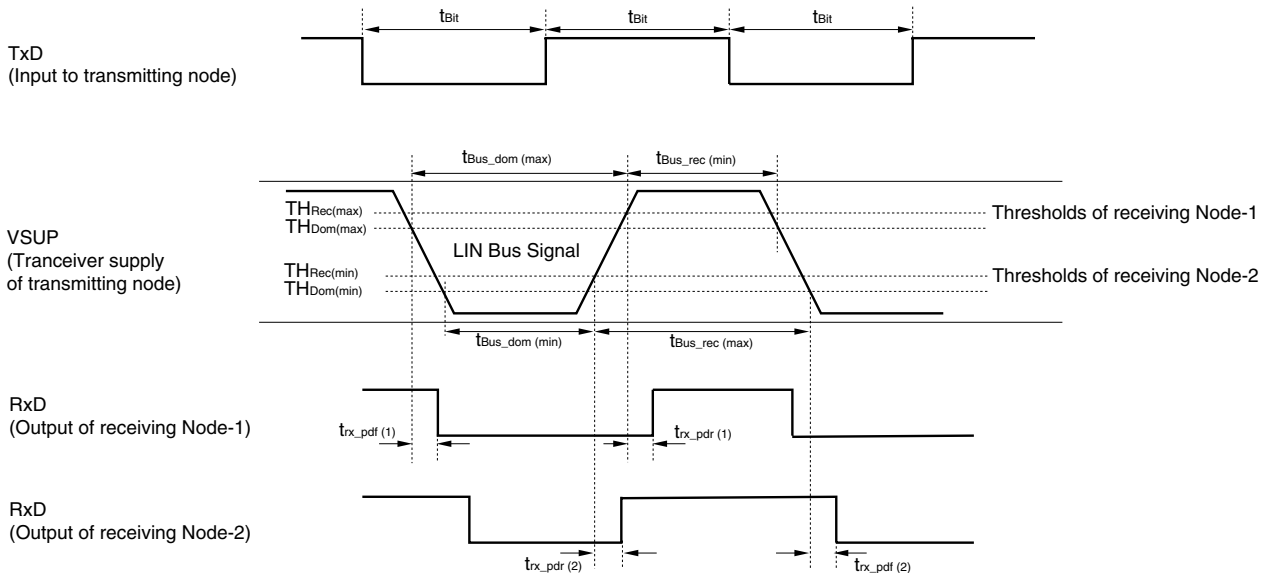 tBit
tBit
tBit
TxD
(Input to transmitting node)
tBus_dom (max)
tBus_rec (min)
THRec(max)
THDom(max)
Thresholds of receiving Node-1
VSUP
(Tranceiver supply
of transmitting node)
LIN Bus Signal
THRec(min)
THDom(min)
Thresholds of receiving Node-2
tBus_dom (min)
tBus_rec (max)
RxD
(Output of receiving Node-1)
trx_pdf (1)
trx_pdr (1)
RxD
(Output of receiving Node-2)
trx_pdr (2)
trx_pdf (2)